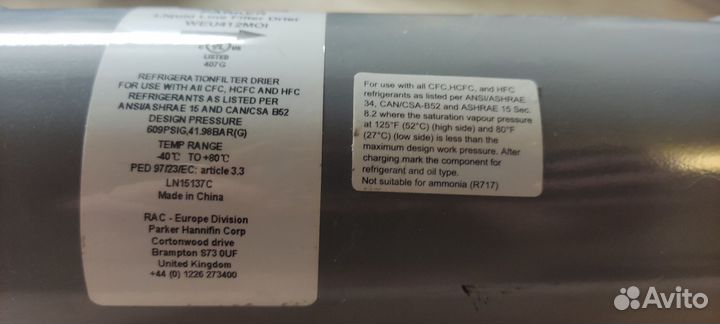 Liquid Line Filter Drier
WEU412MOI
LISTED
407G
REFRIGERATIONFILTER DRIER
FOR USE WITH ALL CFC, HCFC AND HFC
REFRIGERANTS AS LISTED PER
ANSI/ASHRAE 15 AND CAN/CSA B52
DESIGN PRESSURE
609PSIG,41.98BAR(G)
TEMP RANGE
-40℃ TO +80℃
PED 97/23/EC: article 3.3
LN15137C
Made in China
RAC - Europe Division
Parker Hannifin Corp
Cortonwood drive
Brampton S73 0UF
United Kingdom
+44 (0) 1226 273400
For use with all CFC,HCFC, and HFC
refrigerants as listed per ANSI/ASHRAE
34, CAN/CSA-B52 and ASHRAE 15 Sec.
8.2 where the saturation vapour pressure
at 125°F (52°C) (high side) and 80°F
(27°C) (low side) is less than the
maximum design work pressure. After
charging mark the component for
refrigerant and oil type.
Not suitable for ammonia (R717)
Avito